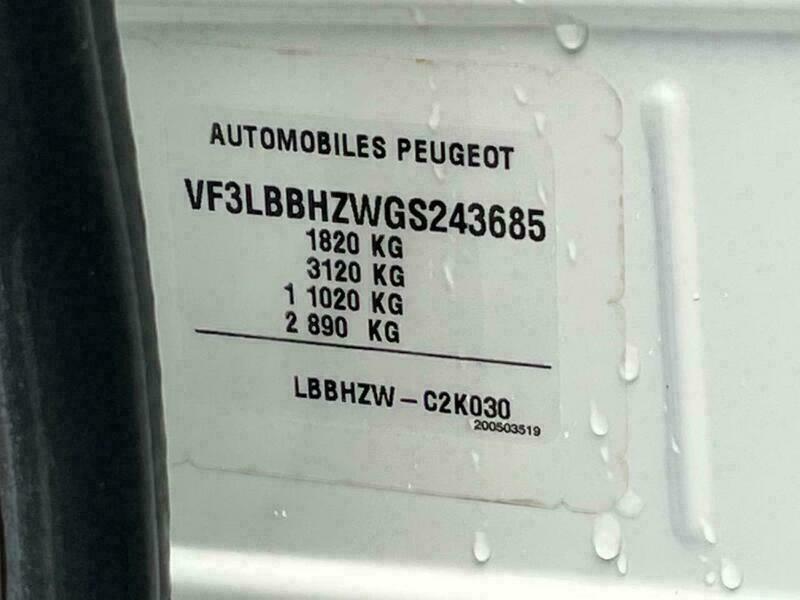 AUTOMOBILES PEUGEOT
VF3LBBHZWGS243685
1820 KG
3120 KG
1 1020 KG
2 890 KG
LBBHZW-C2K030
200503519